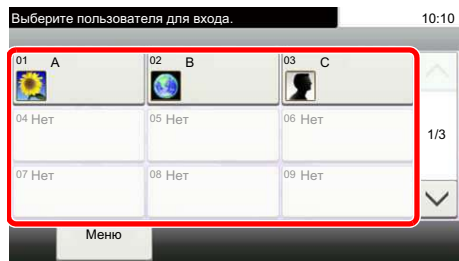 Выберите пользователя для входа. 10:10
01 A 02 B 03 C
04 Нет 05 Нет 06 Нет
1/3
07 Нет 08 Нет 09 Нет
Меню